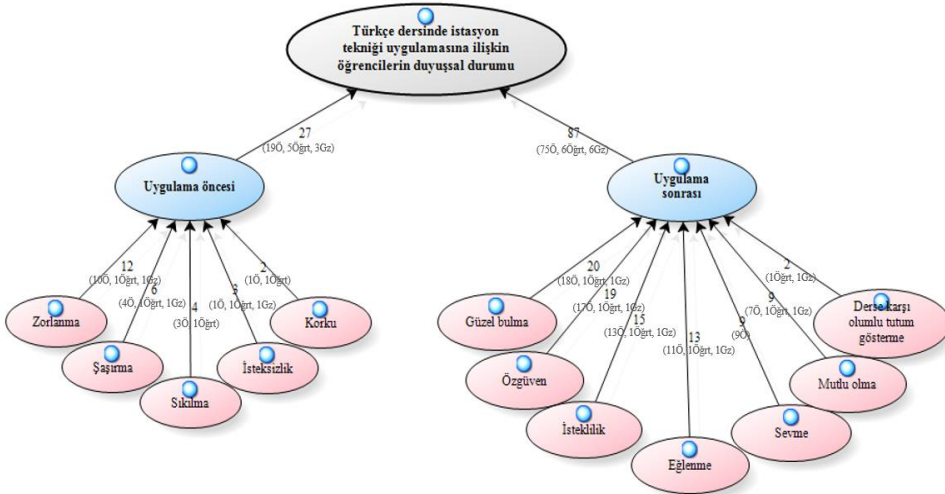 Türkçe dersinde istasyon
tekniği uygulamasına ilişkin
öğrencilerin duyuşsal durumu
27
(19Ö, 5Öğrt, 3Gz)
87
(75Ö, 6Öğrt, 6Gz)
Uygulama öncesi
Uygulama
sonrası
12
(10Ö, 1Öğrt, 1Gz)
6
(4Ö, 1Öğrt, 1Gz)
4
(3Ö, 1Öğrt)
3
(1Ö, 1Öğrt, 1Gz)
2
(1Ö, 1Öğrt)
Zorlanma
Şaşırma
Sıkılma
İsteksizlik
Korku
20
(18Ö, 1Öğrt, 1Gz)
19
(17Ö, 1Öğrt, 1Gz)
15
(13Ö, 1Öğrt, 1Gz)
13
(11Ö, 1Öğrt, 1Gz)
9
(9Ö)
9
(7Ö, 1Öğrt, 1Gz)
2
(1Öğrt, 1Gz)
Güzel bulma
Özgüven
İsteklilik
Eğlenme
Sevme
Mutlu olma
Derse karşı
olumlu tutum
gösterme